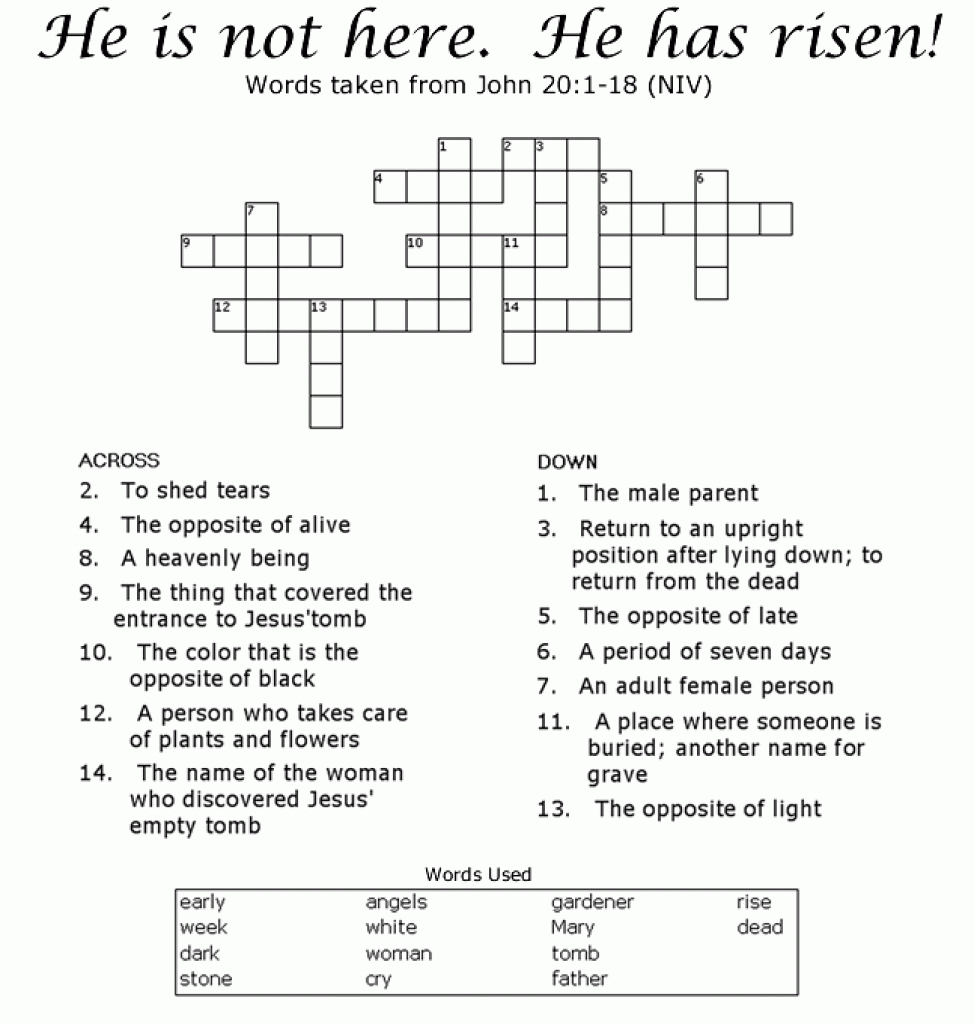 He is not here. He has risen!
Words taken from John 20:1-18 (NIV)
1 2 3
4 5 6
7 8
9 10 11
12 13 14
ACROSS
2. To shed tears
4. The opposite of alive
8. A heavenly being
9. The thing that covered the
entrance to Jesus'tomb
10. The color that is the
opposite of black
12. A person who takes care
of plants and flowers
14. The name of the woman
who discovered Jesus'
empty tomb
DOWN
1. The male parent
3. Return to an upright
position after lying down; to
return from the dead
5. The opposite of late
6. A period of seven days
7. An adult female person
11. A place where someone is
buried; another name for
grave
13. The opposite of light
Words Used
early angels gardener rise
week white Mary dead
dark woman tomb
stone cry father